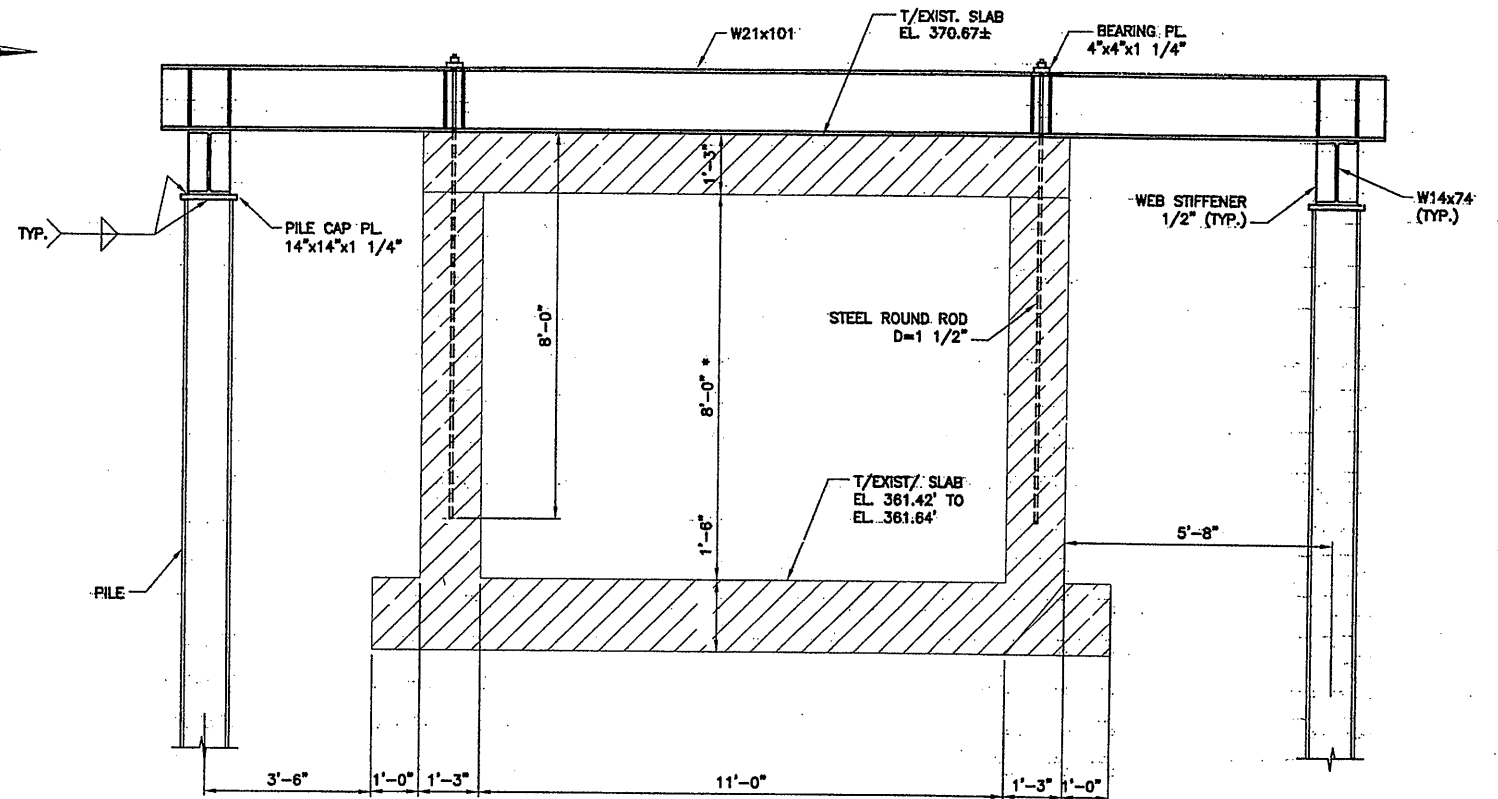 T/EXIST. SLAB
EL. 370.67±
W21x101
BEARING PL.
4"x4"x1 1/4"
1'-3"
WEB STIFFENER
1/2" (TYP.)
W14x74
(TYP.)
TYP.
PILE CAP PL.
14"x14"x1 1/4"
8'-0"
8'-0" *
STEEL ROUND ROD
D=1 1/2"
T/EXIST/ SLAB
EL. 361.42' TO
EL. 361.64'
1'-6"
5'-8"
PILE
3'-6"
1'-0"
1'-3"
11'-0"
1'-3"
1'-0"